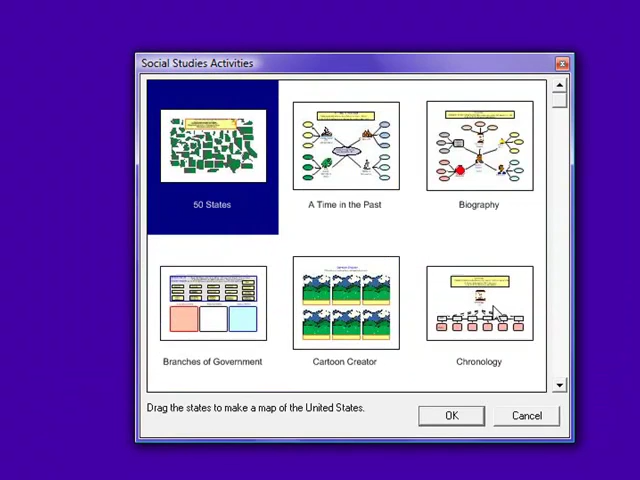 Social Studies Activities
50 States
A Time in the Past
Biography
Branches of Government
Cartoon Creator
Chronology
Drag the states to make a map of the United States.
OK
Cancel